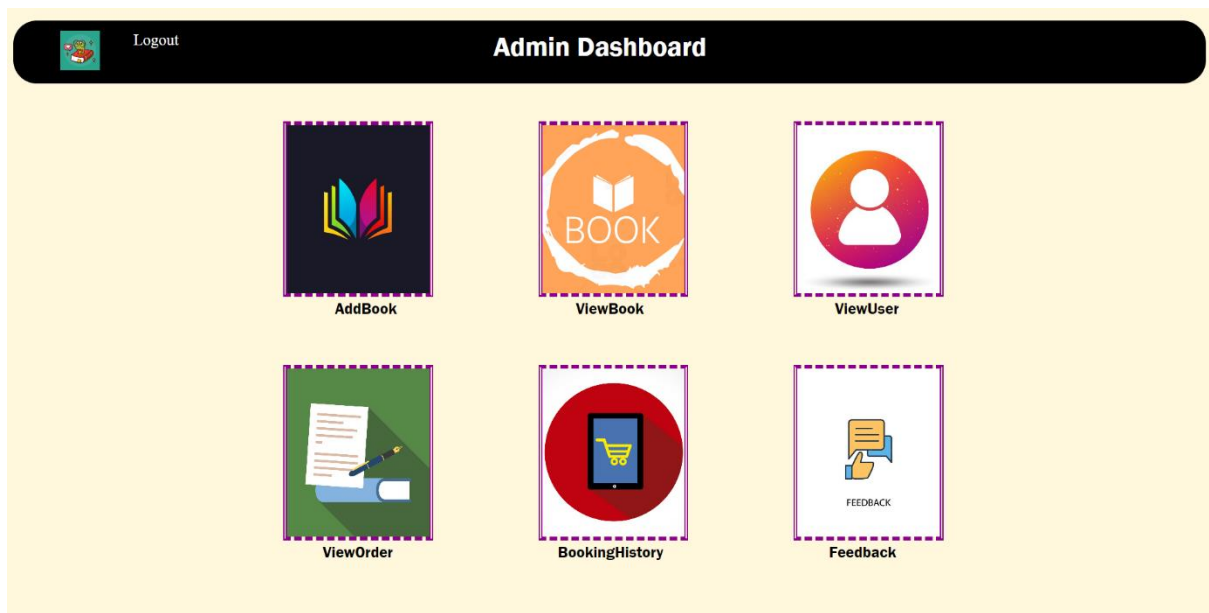 Logout
Admin Dashboard
BOOK
AddBook
ViewBook
ViewUser
FEEDBACK
ViewOrder
BookingHistory
Feedback